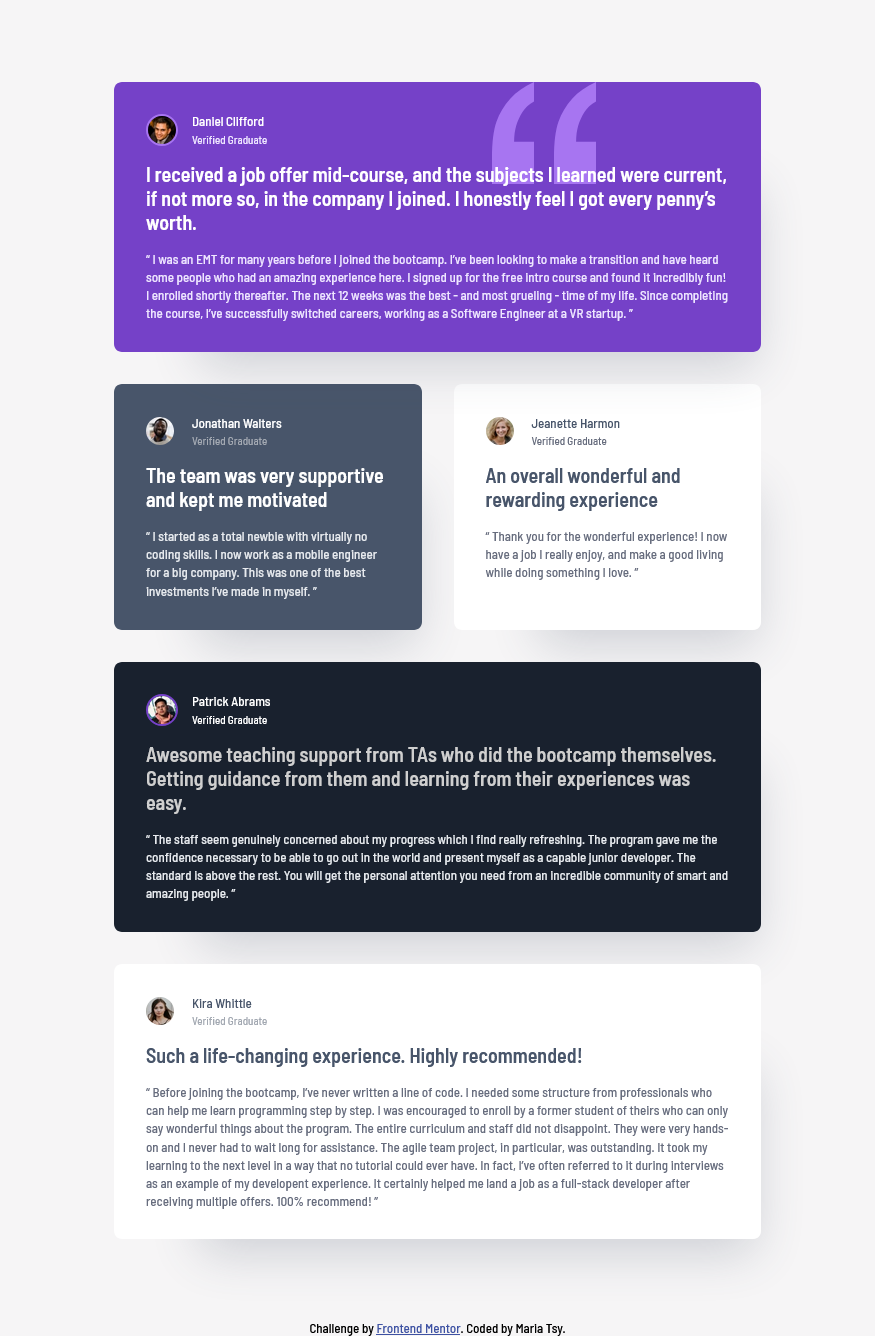 Daniel Clifford
Verified Graduate
I received a job offer mid-course, and the subjects I learned were current,
if not more so, in the company I joined. I honestly feel I got every penny’s
worth.
“ I was an EMT for many years before I joined the bootcamp. I’ve been looking to make a transition and have heard
some people who had an amazing experience here. I signed up for the free intro course and found it incredibly fun!
I enrolled shortly thereafter. The next 12 weeks was the best - and most grueling - time of my life. Since completing
the course, I’ve successfully switched careers, working as a Software Engineer at a VR startup. ”
Jonathan Walters
Verified Graduate
The team was very supportive
and kept me motivated
“ I started as a total newbie with virtually no
coding skills. I now work as a mobile engineer
for a big company. This was one of the best
investments I’ve made in myself. ”
Jeanette Harmon
Verified Graduate
An overall wonderful and
rewarding experience
“ Thank you for the wonderful experience! I now
have a job I really enjoy, and make a good living
while doing something I love. ”
Patrick Abrams
Verified Graduate
Awesome teaching support from TAs who did the bootcamp themselves.
Getting guidance from them and learning from their experiences was
easy.
“ The staff seem genuinely concerned about my progress which I find really refreshing. The program gave me the
confidence necessary to be able to go out in the world and present myself as a capable junior developer. The
standard is above the rest. You will get the personal attention you need from an incredible community of smart and
amazing people. ”
Kira Whittle
Verified Graduate
Such a life-changing experience. Highly recommended!
“ Before joining the bootcamp, I’ve never written a line of code. I needed some structure from professionals who
can help me learn programming step by step. I was encouraged to enroll by a former student of theirs who can only
say wonderful things about the program. The entire curriculum and staff did not disappoint. They were very hands-
on and I never had to wait long for assistance. The agile team project, in particular, was outstanding. It took my
learning to the next level in a way that no tutorial could ever have. In fact, I’ve often referred to it during interviews
as an example of my developent experience. It certainly helped me land a job as a full-stack developer after
receiving multiple offers. 100% recommend! ”
Challenge by Frontend Mentor. Coded by Maria Tsy.